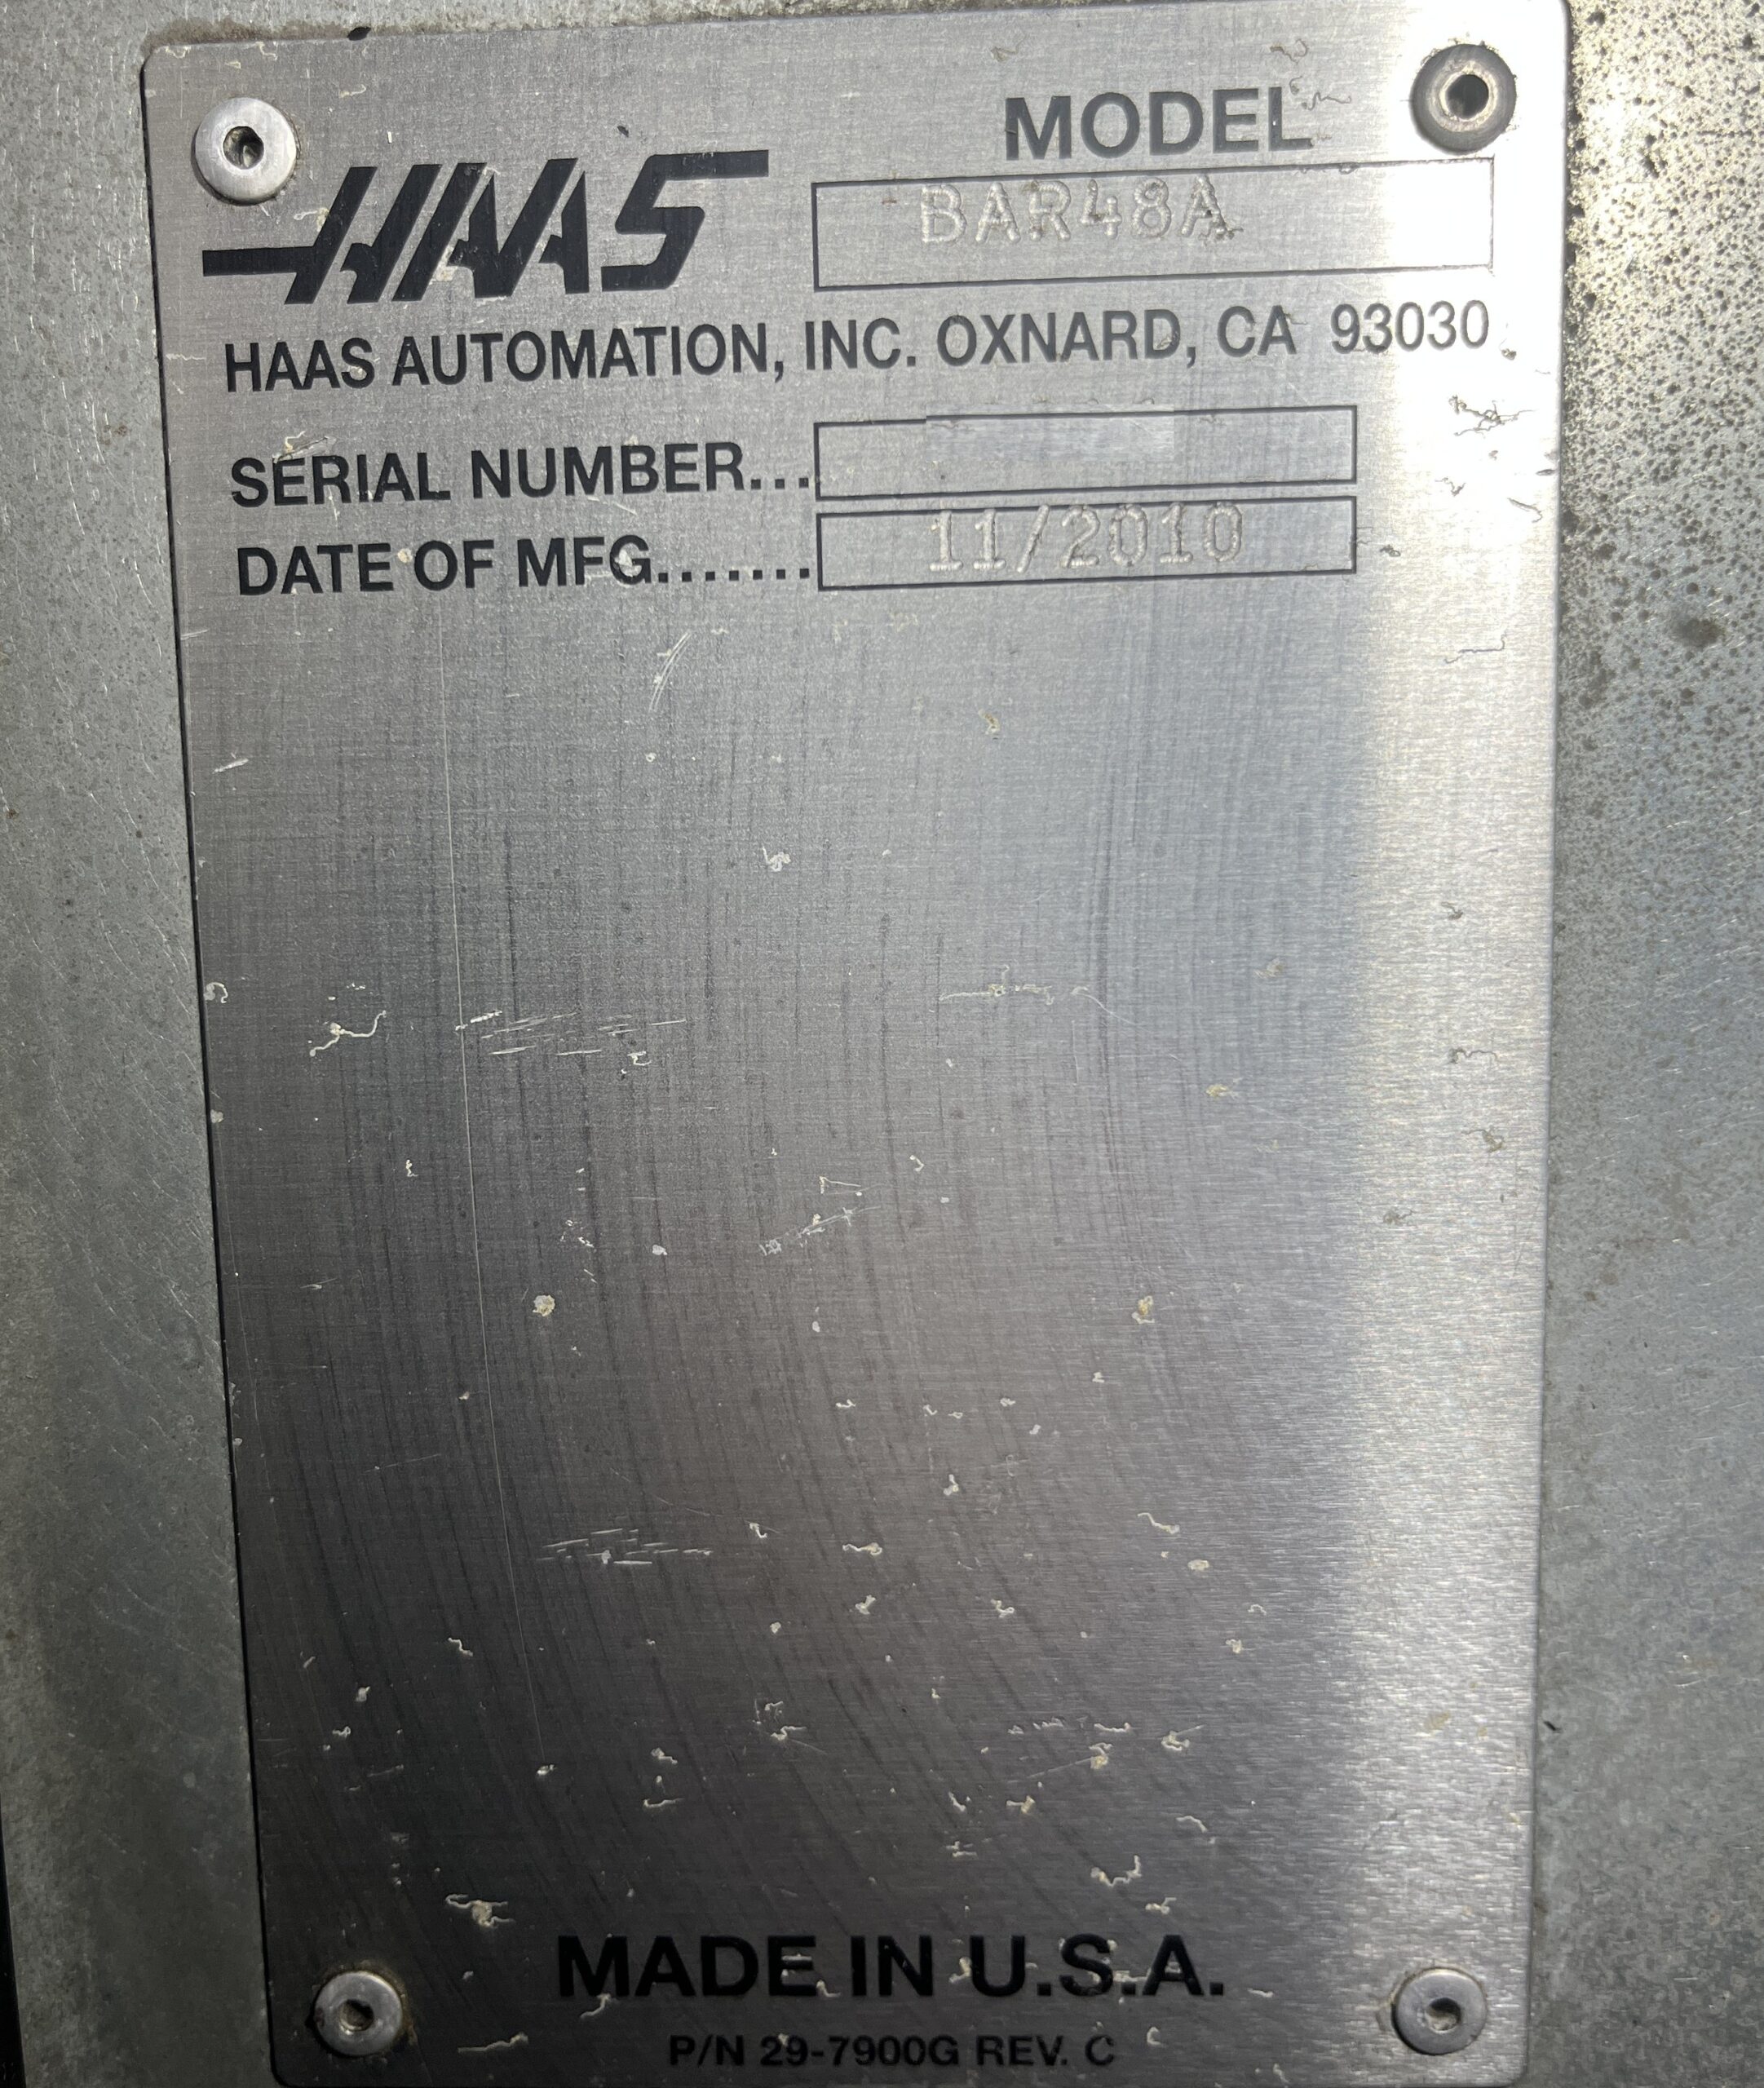 MODEL
HAAS BAR48A
HAAS AUTOMATION, INC. OXNARD, CA 93030
SERIAL NUMBER...
DATE OF MFG....... 11/2010
MADE IN U.S.A.
P/N 29-7900G REV. C